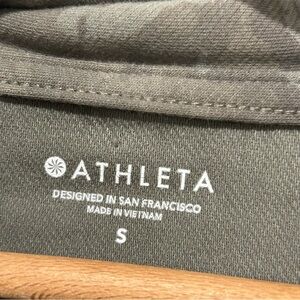 ATHLETA
DESIGNED IN SAN FRANCISCO
MADE IN VIETNAM
S